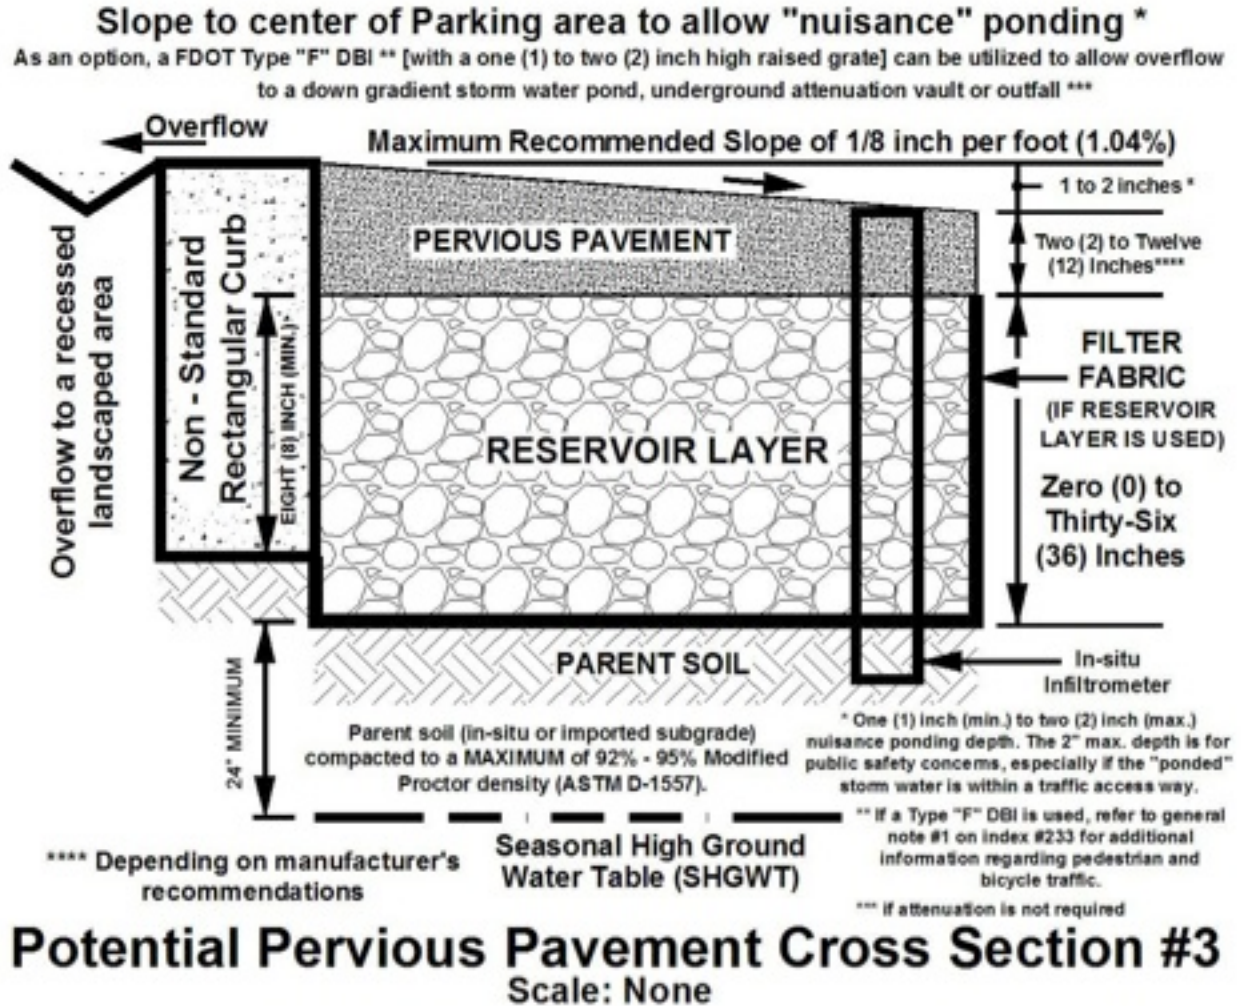 Slope to center of Parking area to allow "nuisance" ponding *
As an option, a FDOT Type "F" DBI ** [with a one (1) to two (2) inch high raised grate] can be utilized to allow overflow
to a down gradient storm water pond, underground attenuation vault or outfall ***
Overflow
Maximum Recommended Slope of 1/8 inch per foot (1.04%)
1 to 2 inches *
PERVIOUS PAVEMENT
Two (2) to Twelve
(12) Inches****
Overflow to a recessed
landscaped area
Non - Standard
Rectangular Curb
EIGHT (8) INCH (MIN.)*
RESERVOIR LAYER
FILTER
FABRIC
(IF RESERVOIR
LAYER IS USED)
Zero (0) to
Thirty-Six
(36) Inches
PARENT SOIL
In-situ
Infiltrometer
24" MINIMUM
Parent soil (in-situ or imported subgrade)
compacted to a MAXIMUM of 92% - 95% Modified
Proctor density (ASTM D-1557).
* One (1) inch (min.) to two (2) inch (max.)
nuisance ponding depth. The 2" max. depth is for
public safety concerns, especially if the "ponded"
storm water is within a traffic access way.
** If a Type "F" DBI is used, refer to general
note #1 on index #233 for additional
information regarding pedestrian and
bicycle traffic.
*** if attenuation is not required
Seasonal High Ground
Water Table (SHGWT)
**** Depending on manufacturer's
recommendations
Potential Pervious Pavement Cross Section #3
Scale: None